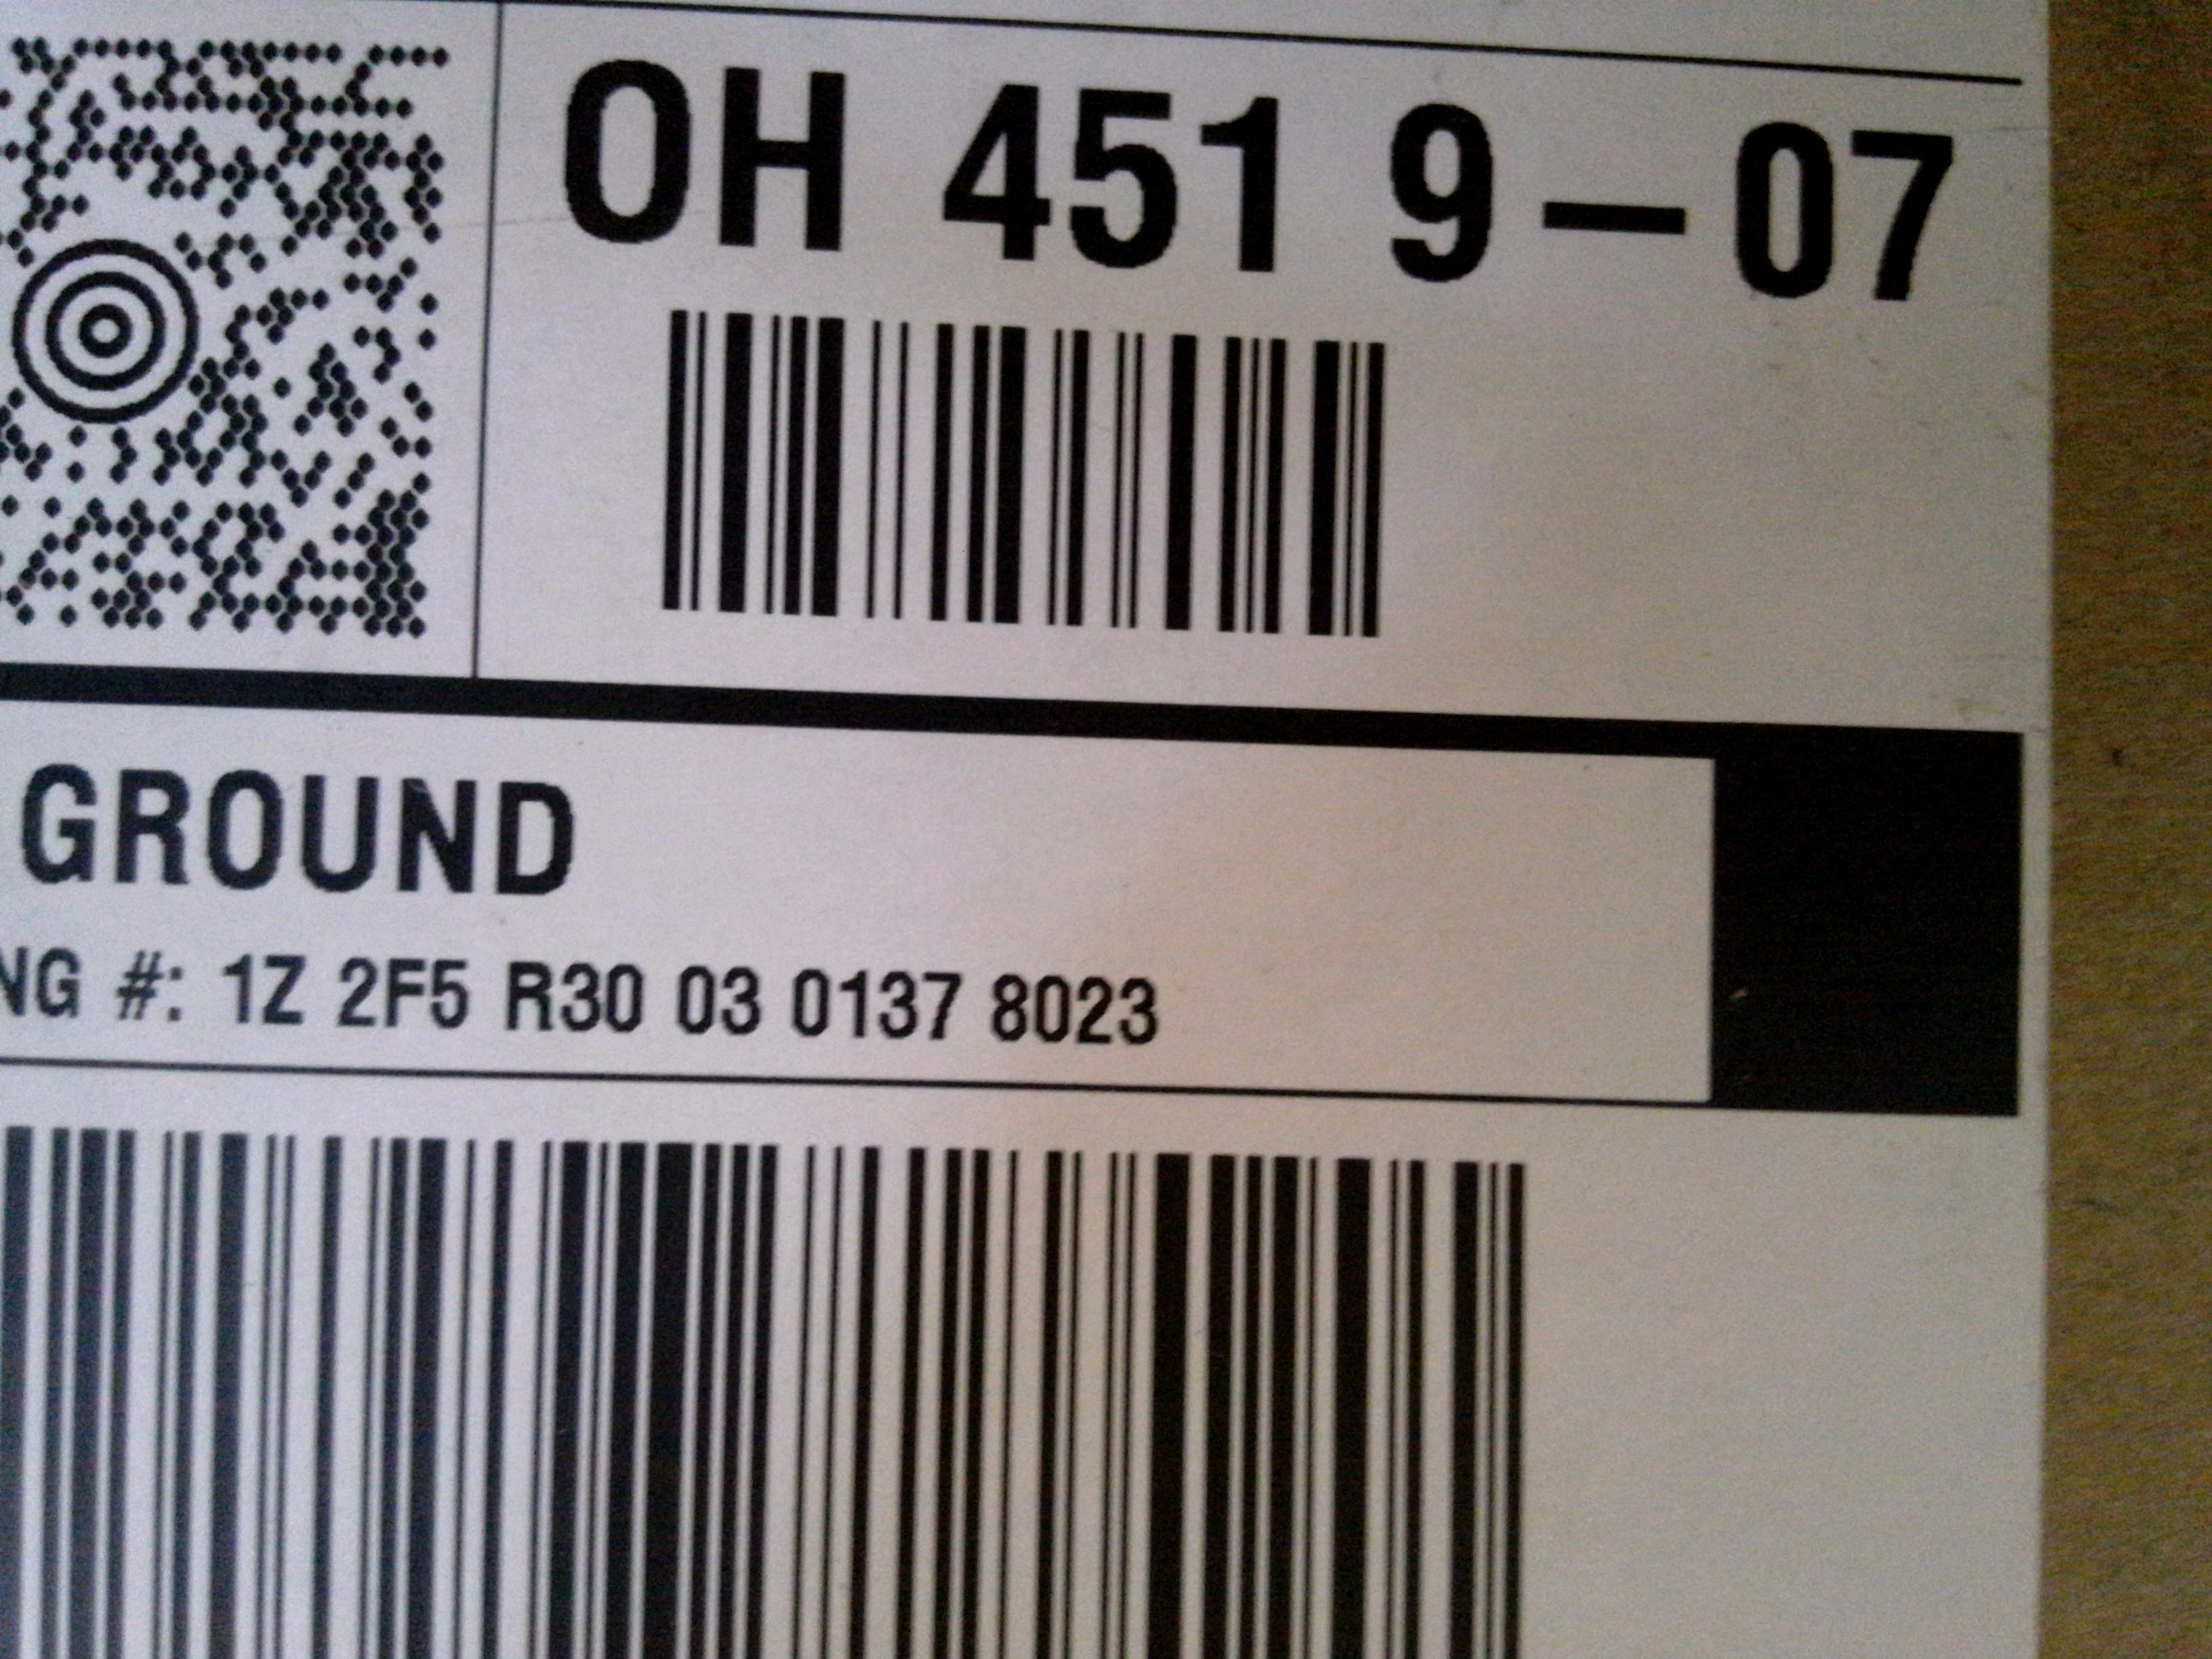 OH 451 9-07
GROUND
NG #: 1Z 2F5 R30 03 0137 8023